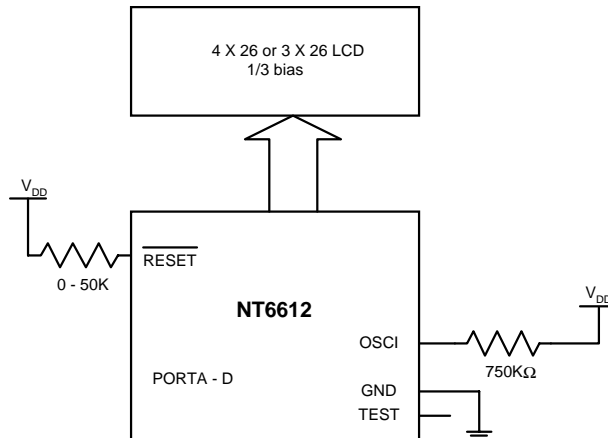 4 X 26 or 3 X 26 LCD
1/3 bias
VDD
RESET
0 - 50K
NT6612
VDD
OSCI
750KΩ
PORTA - D
GND
TEST